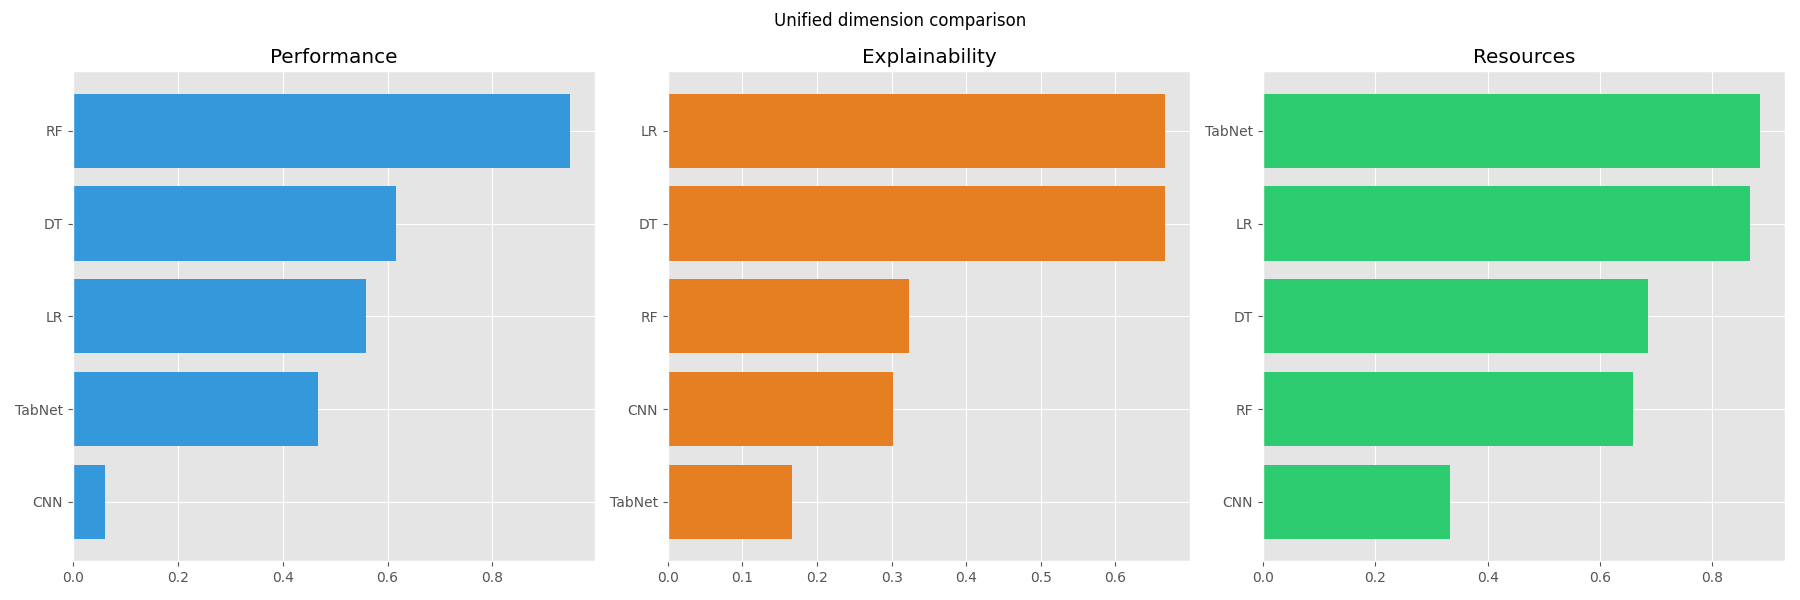 Unified dimension comparison
Performance
RF
DT
LR
TabNet
CNN
0.0 0.2 0.4 0.6 0.8
Explainability
LR
DT
RF
CNN
TabNet
0.0 0.1 0.2 0.3 0.4 0.5 0.6
Resources
TabNet
LR
DT
RF
CNN
0.0 0.2 0.4 0.6 0.8